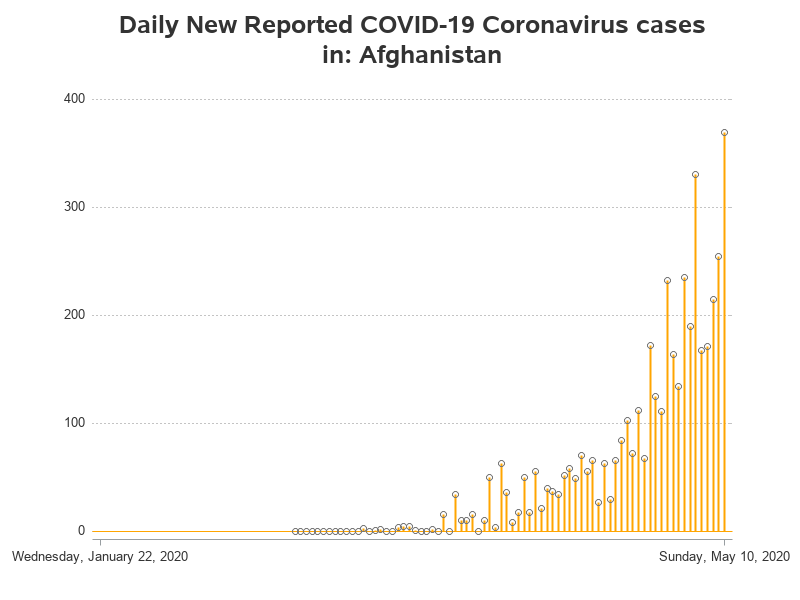 Daily New Reported COVID-19 Coronavirus cases
in: Afghanistan
400
300
200
100
0
Wednesday, January 22, 2020
Sunday, May 10, 2020